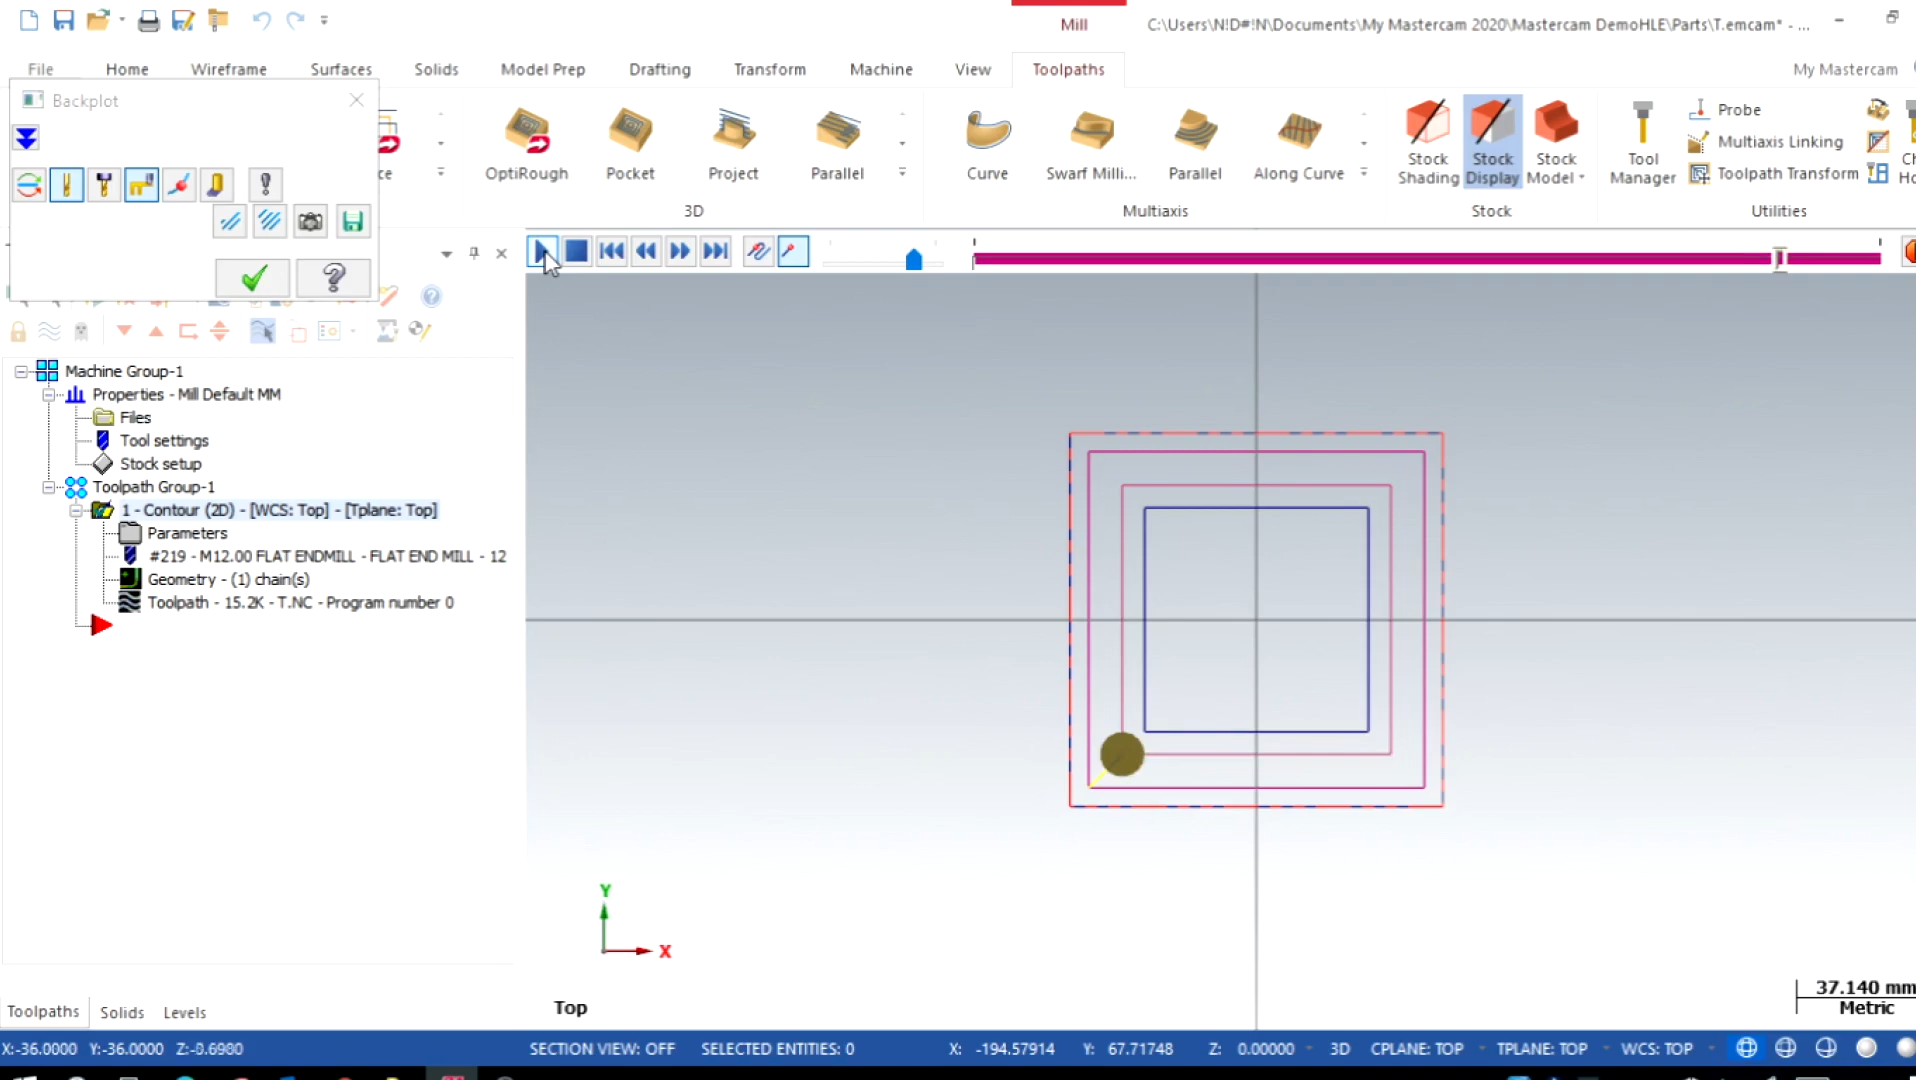 Mill
C:\Users\N!D#!N\Documents\My Mastercam 2020\Mastercam DemoHLE\Parts\T.emcam* - ...
File Home Wireframe Surfaces Solids Model Prep Drafting Transform Machine View Toolpaths My Mastercam
Backplot
OptiRough Pocket Project Parallel
3D
Curve Swarf Milli... Parallel Along Curve
Multiaxis
Stock Shading
Stock Display
Stock Model
Stock
Tool Manager
Probe
Multiaxis Linking
Toolpath Transform
Utilities
Machine Group-1
Properties - Mill Default MM
Files
Tool settings
Stock setup
Toolpath Group-1
1 - Contour (2D) - [WCS: Top] - [Tplane: Top]
Parameters
#219 - M12.00 FLAT ENDMILL - FLAT END MILL - 12
Geometry - (1) chain(s)
Toolpath - 15.2K - T.NC - Program number 0
Y
X
Top
37.140 mm
Metric
Toolpaths Solids Levels
X:-36.0000 Y:-36.0000 Z:-8.6980 SECTION VIEW: OFF SELECTED ENTITIES: 0 X: -194.57914 Y: 67.71748 Z: 0.00000 3D CPLANE: TOP TPLANE: TOP WCS: TOP